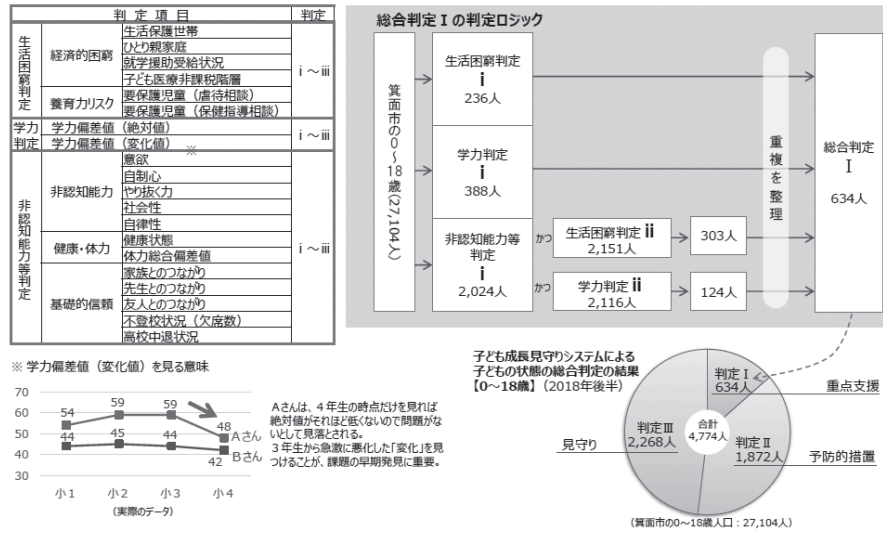 判定項目 判定
生活困窮判定 経済的困窮 生活保護世帯 ⅰ～ⅲ
ひとり親家庭
就学援助受給状況
子ども医療非課税階層
養育力リスク 要保護児童（虐待相談）
要保護児童（保健指導相談）
学力判定 学力偏差値（絶対値） ⅰ～ⅲ
学力偏差値（変化値）※
非認知能力等判定 非認知能力 意欲 ⅰ～ⅲ
自制心
やり抜く力
社会性
自律性
健康・体力 健康状態
体力総合偏差値
基礎的信頼 家族とのつながり
先生とのつながり
友人とのつながり
不登校状況（欠席数）
高校中退状況
総合判定Ⅰの判定ロジック
箕面市の0～18歳(27,104人)
生活困窮判定
ⅰ
236人
学力判定
ⅰ
388人
非認知能力等
判定
ⅰ
2,024人
かつ
生活困窮判定 ⅱ
2,151人
303人
かつ
学力判定 ⅱ
2,116人
124人
重複を整理
総合判定
Ⅰ
634人
※ 学力偏差値（変化値）を見る意味
70
60
50
40
30
54
59
59
48
44
45
44
42
Aさん
Bさん
小1
小2
小3
小4
（実際のデータ）
Aさんは、4年生の時点だけを見れば
絶対値がそれほど低くないので問題がな
いとして見落とされる。
3年生から急激に悪化した「変化」を見
つけることが、課題の早期発見に重要。
子ども成長見守りシステムによる
子どもの状態の総合判定の結果
【0～18歳】（2018年後半）
判定Ⅰ
634人
重点支援
判定Ⅲ
2,268人
見守り
合計
4,774人
判定Ⅱ
1,872人
予防的措置
（箕面市の0～18歳人口：27,104人）